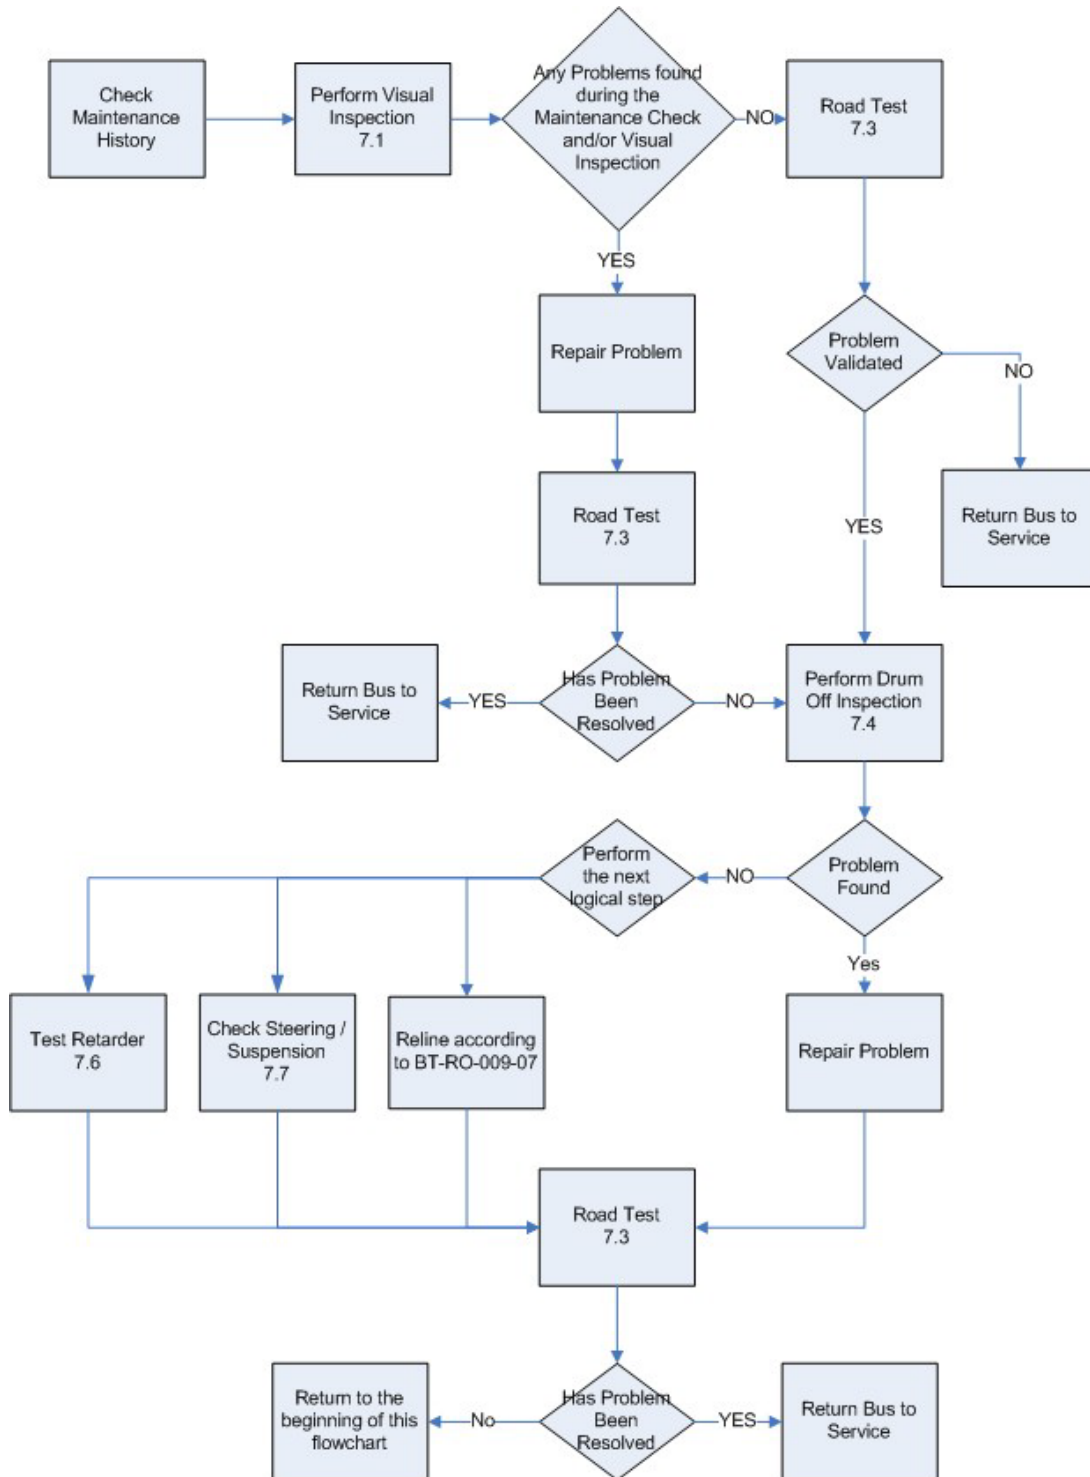 Check
Maintenance
History
Perform Visual
Inspection
7.1
Any Problems found
during the
Maintenance Check
and/or Visual
Inspection
NO
Road Test
7.3
YES
Repair Problem
Problem
Validated
NO
Road Test
7.3
YES
Return Bus to
Service
Return Bus to
Service
YES
Has Problem
Been
Resolved
NO
Perform Drum
Off Inspection
7.4
Perform
the next
logical step
NO
Problem
Found
Yes
Test Retarder
7.6
Check Steering /
Suspension
7.7
Reline according
to BT-RO-009-07
Repair Problem
Road Test
7.3
Return to the
beginning of this
flowchart
No
Has Problem
Been
Resolved
YES
Return Bus to
Service